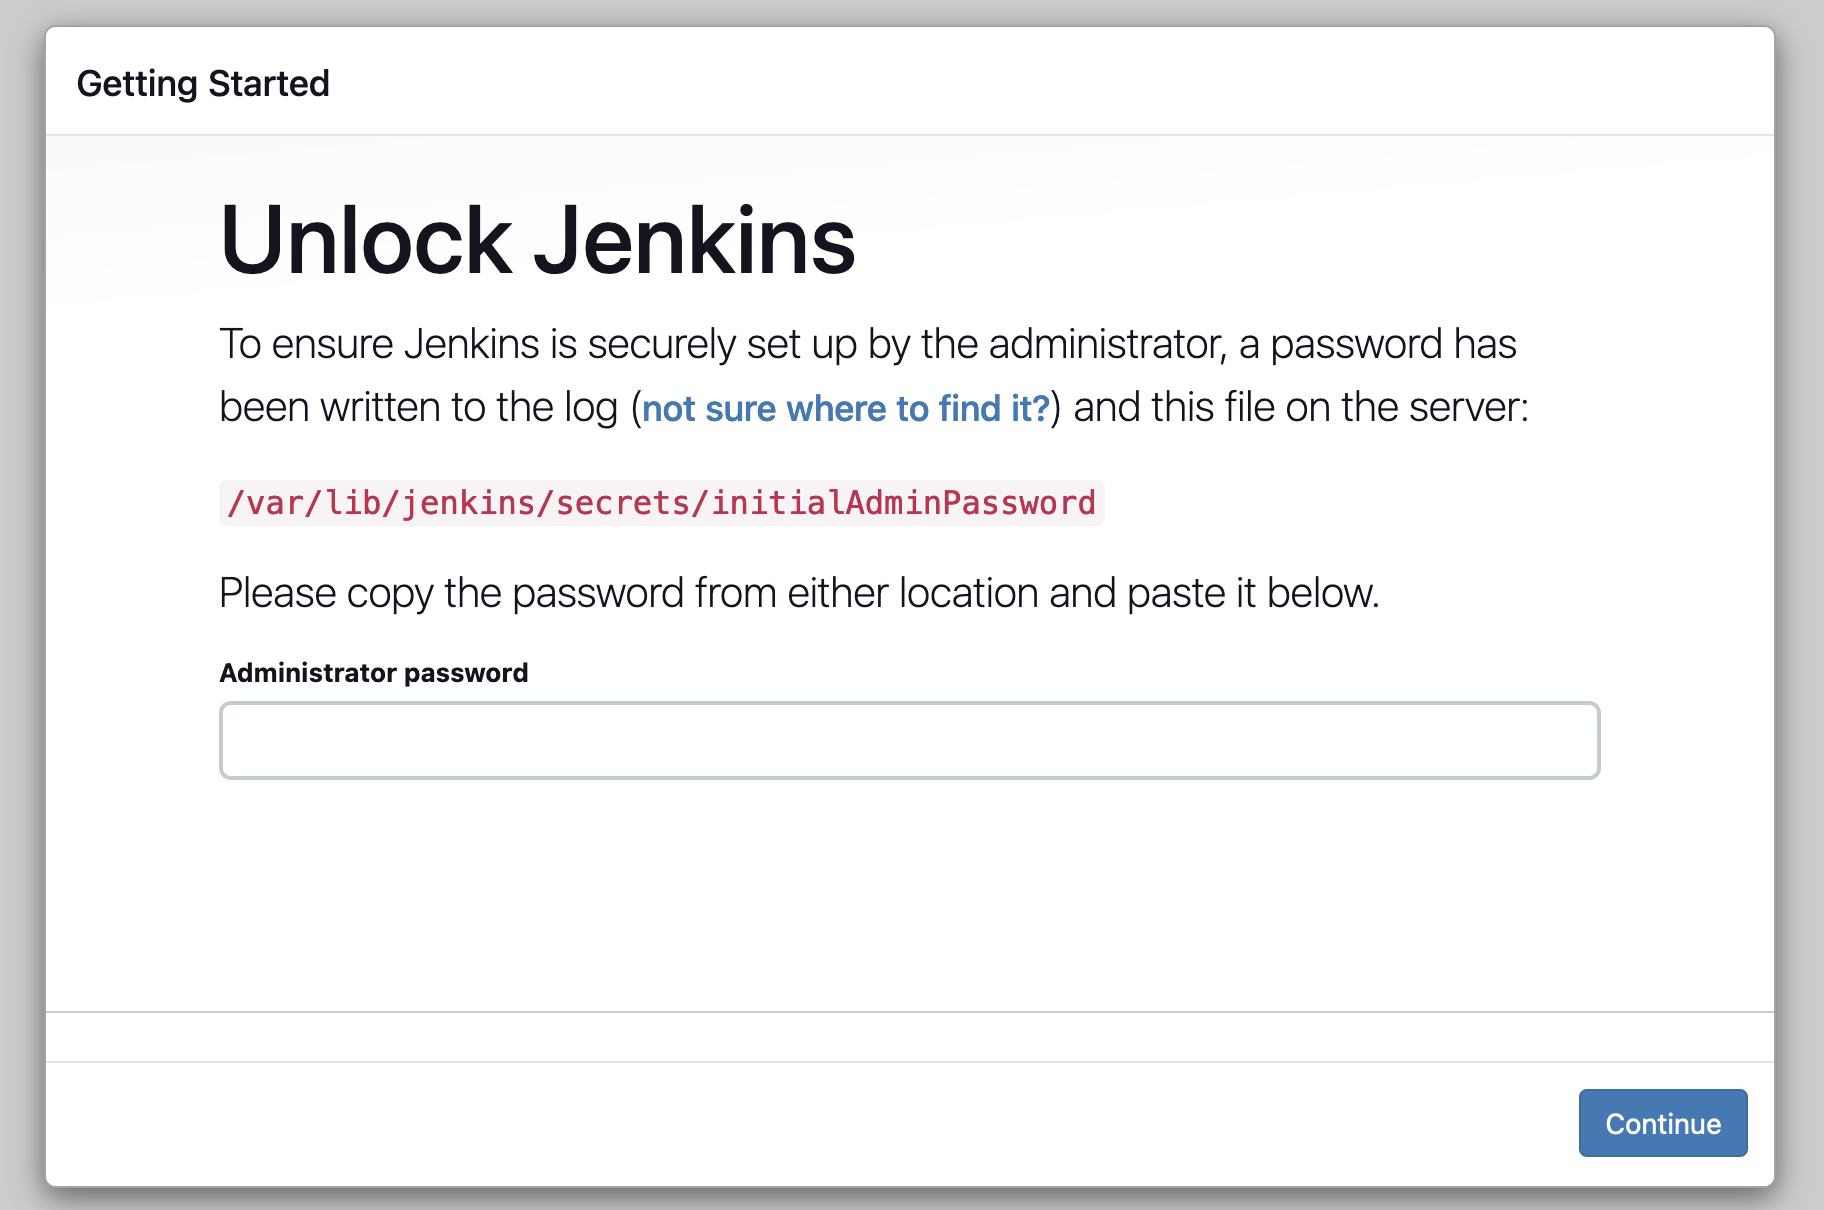 Getting Started
Unlock Jenkins
To ensure Jenkins is securely set up by the administrator, a password has
been written to the log (not sure where to find it?) and this file on the server:
/var/lib/jenkins/secrets/initialAdminPassword
Please copy the password from either location and paste it below.
Administrator password
Continue